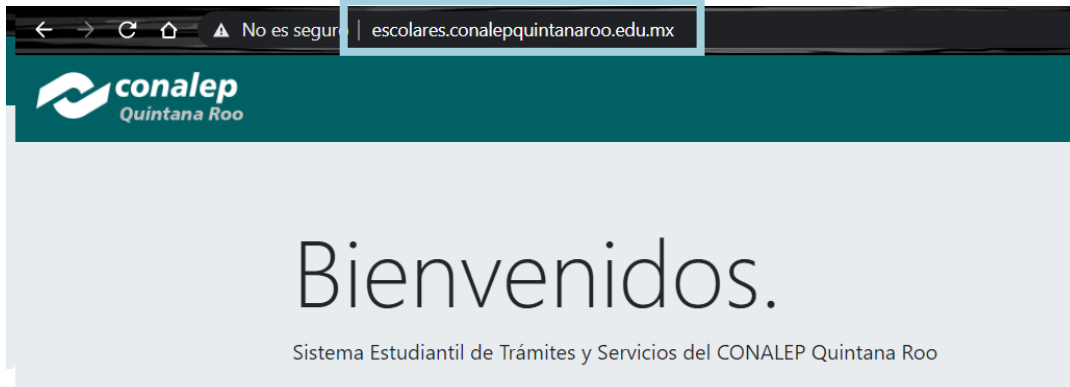 No es seguro escolares.conalepquintanaroo.edu.mx
conalep
Quintana Roo
Bienvenidos.
Sistema Estudiantil de Trámites y Servicios del CONALEP Quintana Roo